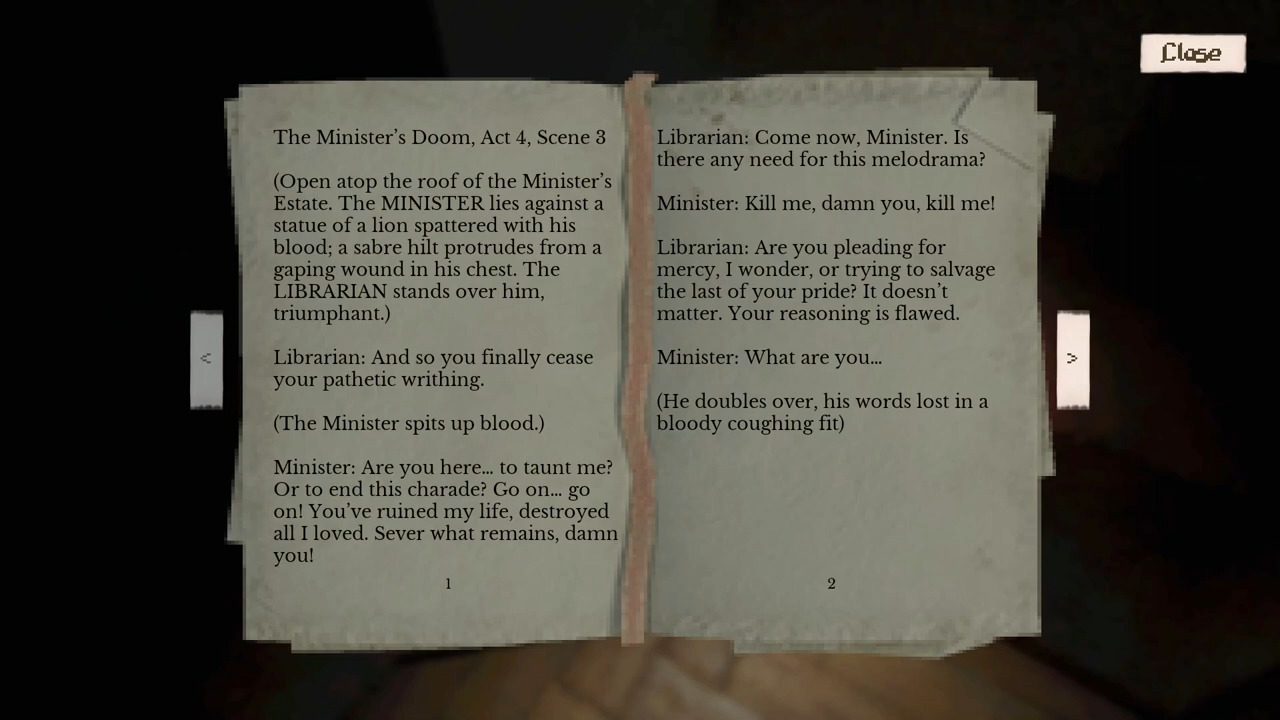 Close
The Minister’s Doom, Act 4, Scene 3
(Open atop the roof of the Minister’s
Estate. The MINISTER lies against a
statue of a lion spattered with his
blood; a sabre hilt protrudes from a
gaping wound in his chest. The
LIBRARIAN stands over him,
triumphant.)
Librarian: And so you finally cease
your pathetic writhing.
(The Minister spits up blood.)
Minister: Are you here… to taunt me?
Or to end this charade? Go on… go
on! You’ve ruined my life, destroyed
all I loved. Sever what remains, damn
you!
1
Librarian: Come now, Minister. Is
there any need for this melodrama?
Minister: Kill me, damn you, kill me!
Librarian: Are you pleading for
mercy, I wonder, or trying to salvage
the last of your pride? It doesn’t
matter. Your reasoning is flawed.
Minister: What are you…
(He doubles over, his words lost in a
bloody coughing fit)
2
<
>